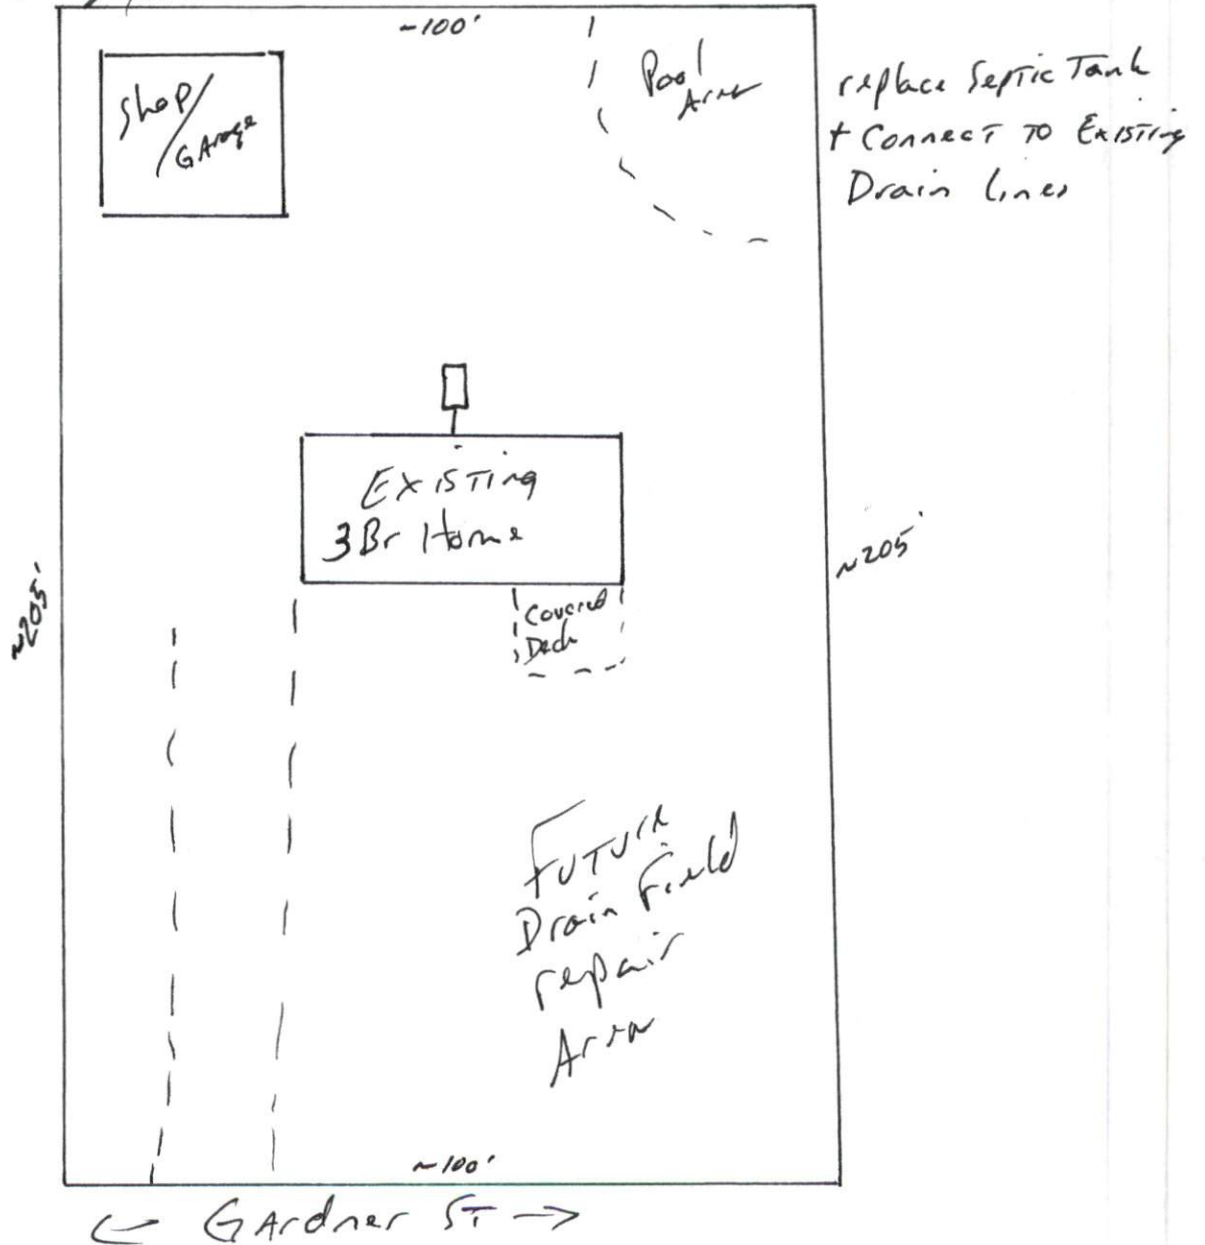 ~100'
Shop/
Garage
Pool
Area
replace Septic Tank
+ Connect to Existing
Drain lines
Existing
3Br Home
~205'
~205'
Covered
Deck
Future
Drain Field
repair
Area
~100'
← Gardner St →